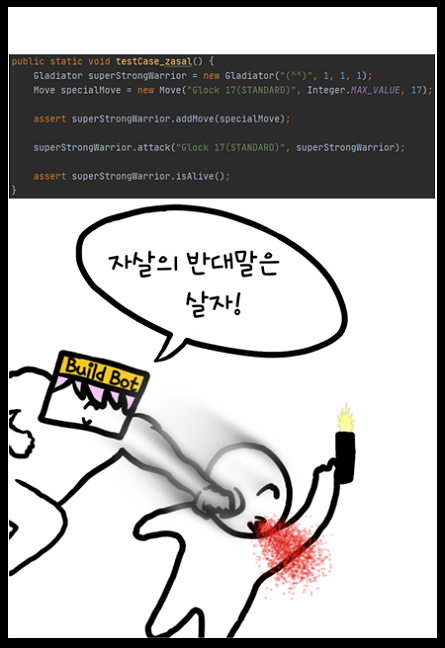 public static void testCase_zasal() {
Gladiator superStrongWarrior = new Gladiator("(^^)", 1, 1, 1);
Move specialMove = new Move("Glock 17(STANDARD)", Integer.MAX_VALUE, 17);
assert superStrongWarrior.addMove(specialMove);
superStrongWarrior.attack("Glock 17(STANDARD)", superStrongWarrior);
assert superStrongWarrior.isAlive();
}
자살의 반대말은
살자!
Build Bot